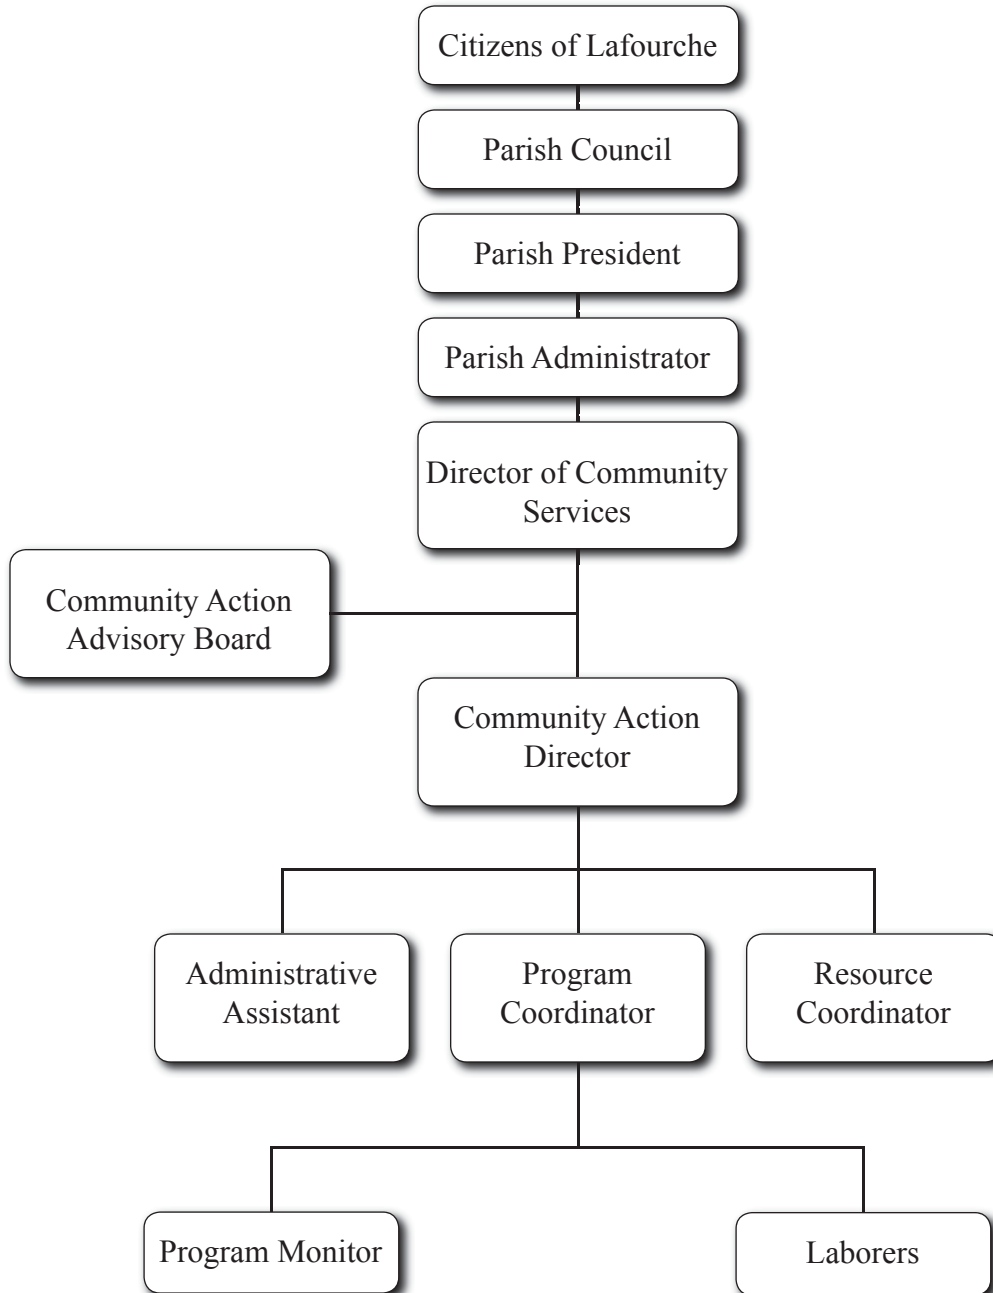 Citizens of Lafourche
Parish Council
Parish President
Parish Administrator
Director of Community
Services
Community Action
Advisory Board
Community Action
Director
Administrative
Assistant
Program
Coordinator
Resource
Coordinator
Program Monitor
Laborers